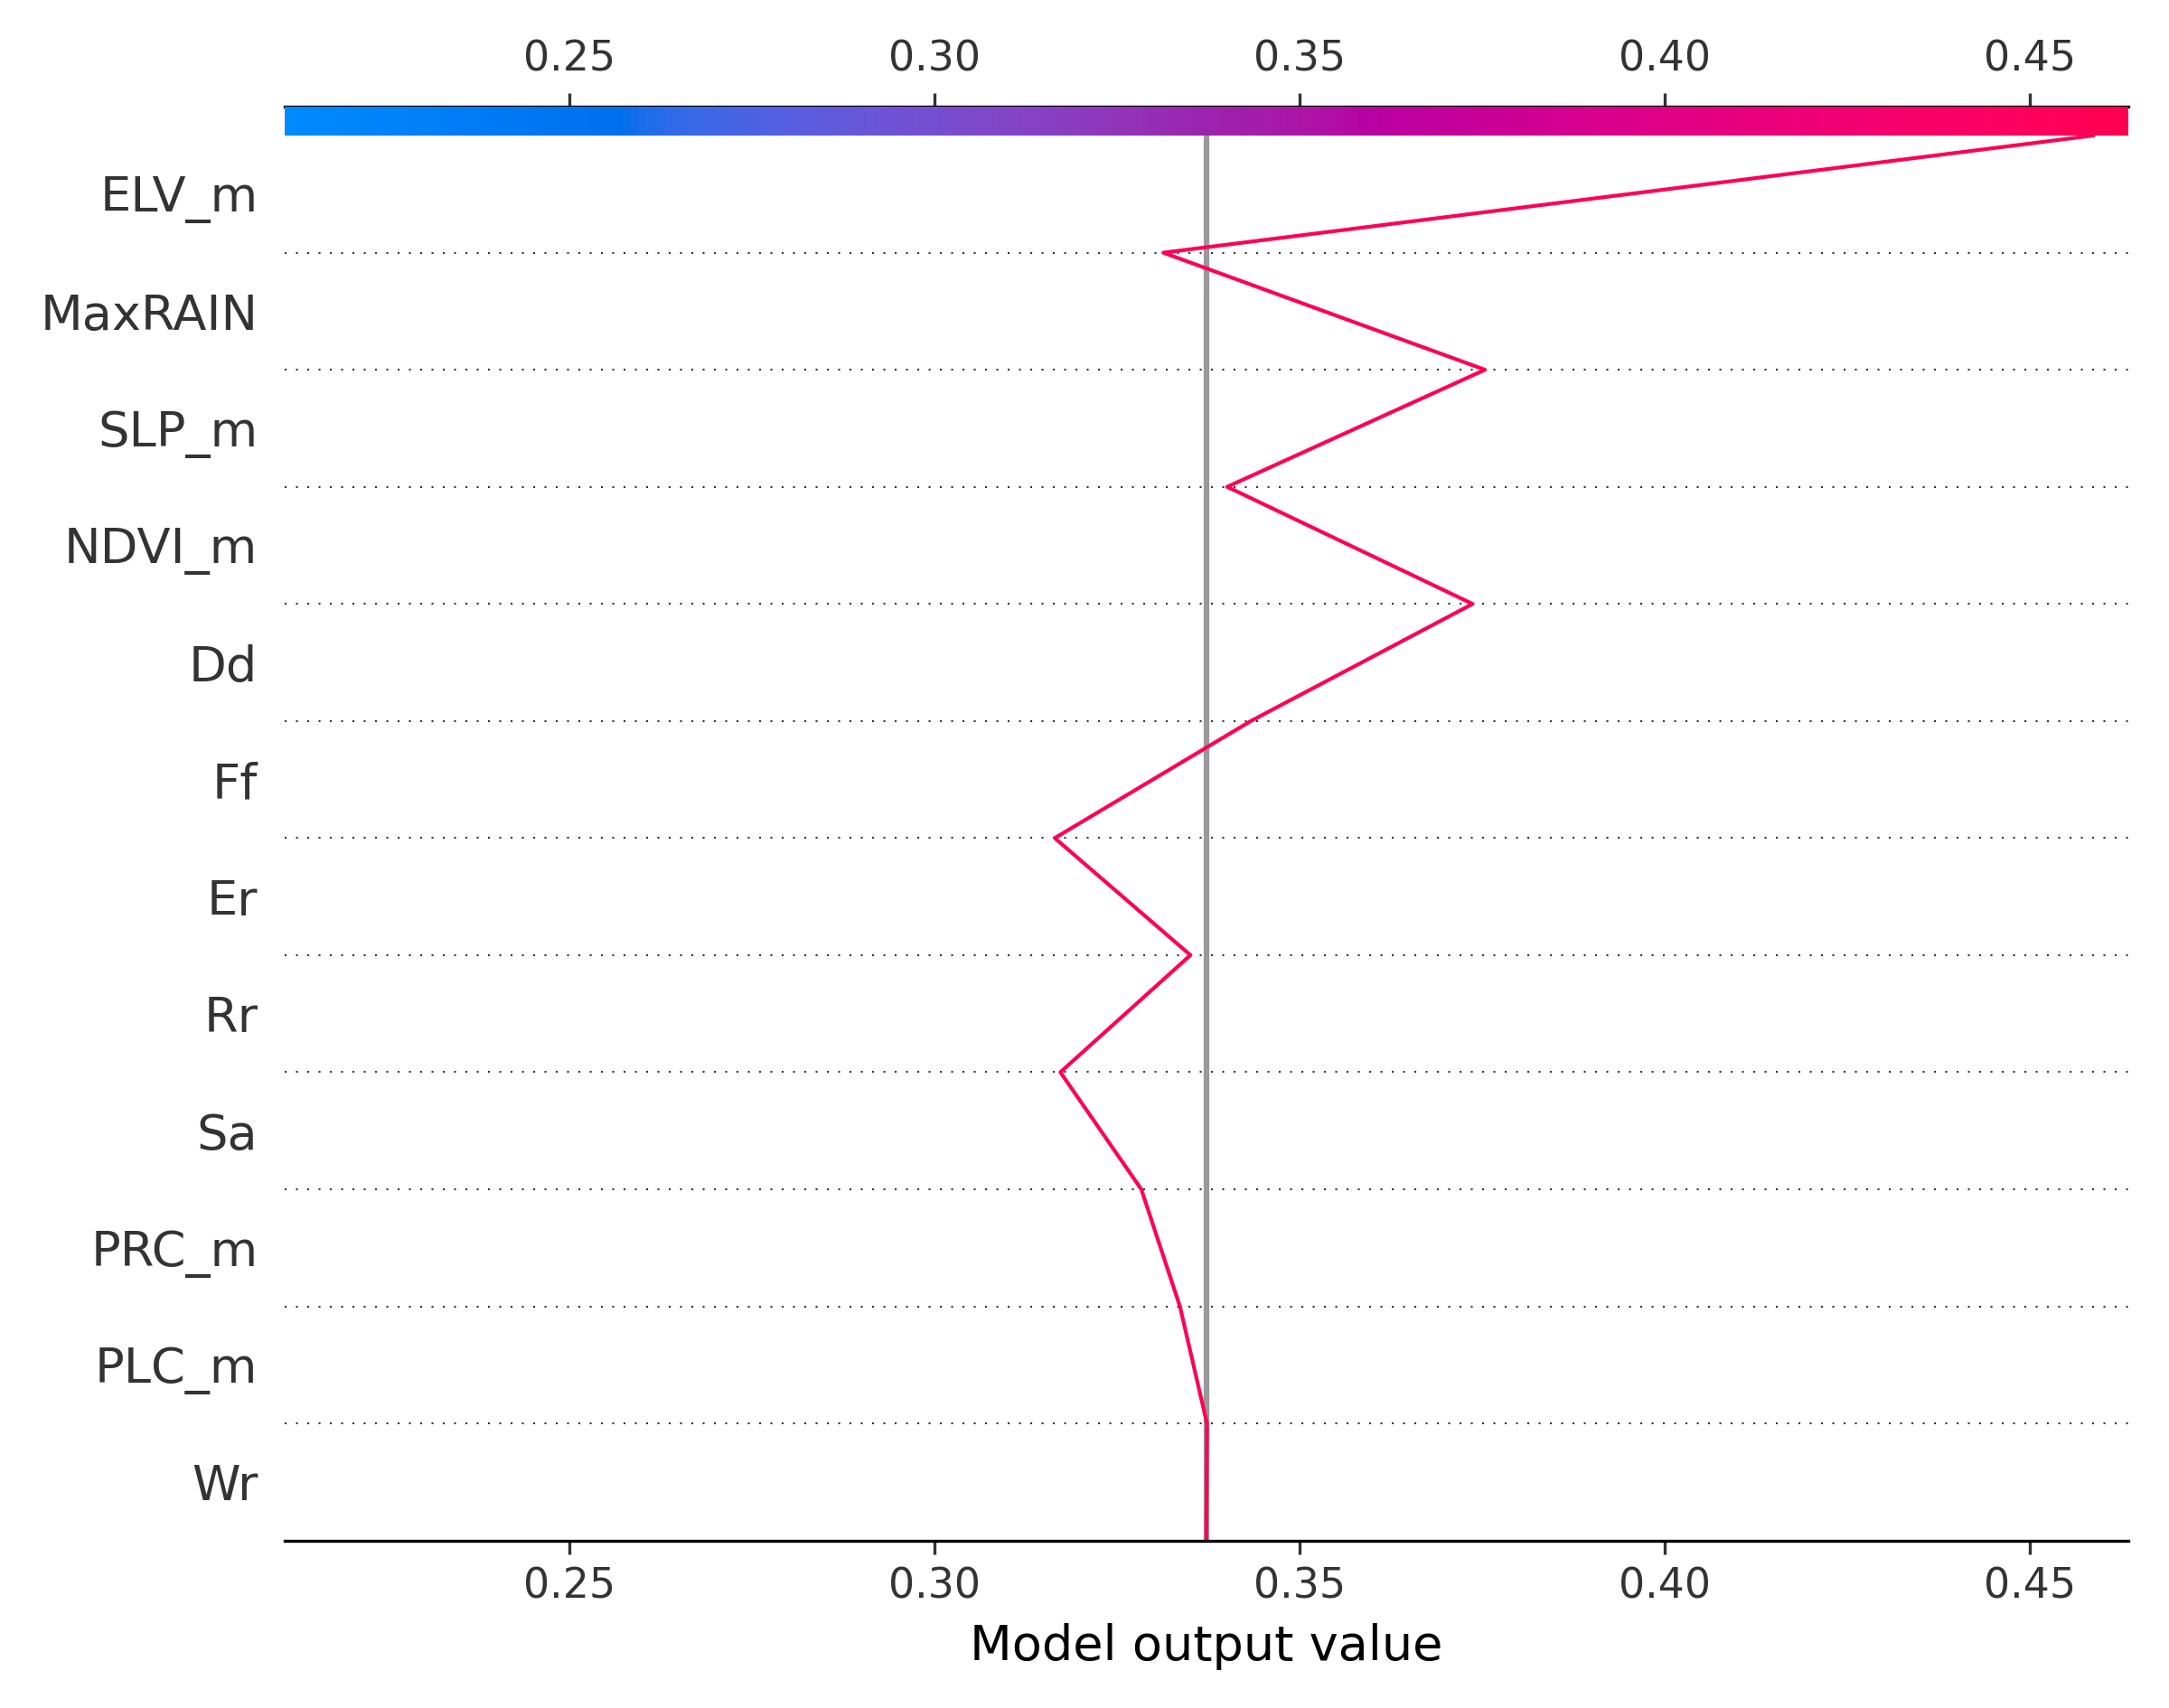 0.25 0.30 0.35 0.40 0.45
ELV_m
MaxRAIN
SLP_m
NDVI_m
Dd
Ff
Er
Rr
Sa
PRC_m
PLC_m
Wr
0.25 0.30 0.35 0.40 0.45
Model output value